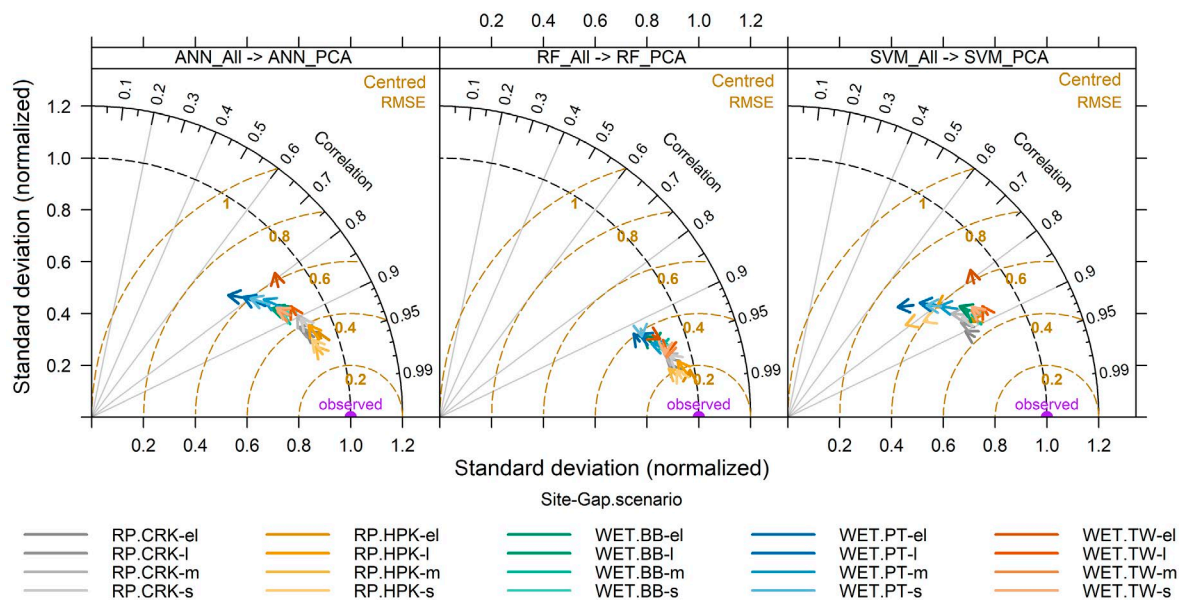 0.2 0.4 0.6 0.8 1.0 1.2
ANN_All -> ANN_PCA
RF_All -> RF_PCA
SVM_All -> SVM_PCA
Standard deviation (normalized)
1.2
1.0
0.8
0.6
0.4
0.2
0.1 0.2 0.3 0.4 0.5 0.6 0.7 0.8 0.9 0.95 0.99
Correlation
Centred
RMSE
1
0.8
0.6
0.4
0.2
observed
0.6 0.7 0.8 0.9 0.95 0.99
Correlation
Centred
RMSE
1
0.8
0.6
0.4
0.2
observed
0.1 0.2 0.3 0.4 0.5 0.6 0.7 0.8 0.9 0.95 0.99
Correlation
Centred
RMSE
1
0.8
0.6
0.4
0.2
observed
0.2 0.4 0.6 0.8 1.0 1.2
0.2 0.4 0.6 0.8 1.0 1.2
Standard deviation (normalized)
Site-Gap.scenario
RP.CRK-el RP.HPK-el WET.BB-el WET.PT-el WET.TW-el
RP.CRK-l RP.HPK-l WET.BB-l WET.PT-l WET.TW-l
RP.CRK-m RP.HPK-m WET.BB-m WET.PT-m WET.TW-m
RP.CRK-s RP.HPK-s WET.BB-s WET.PT-s WET.TW-s